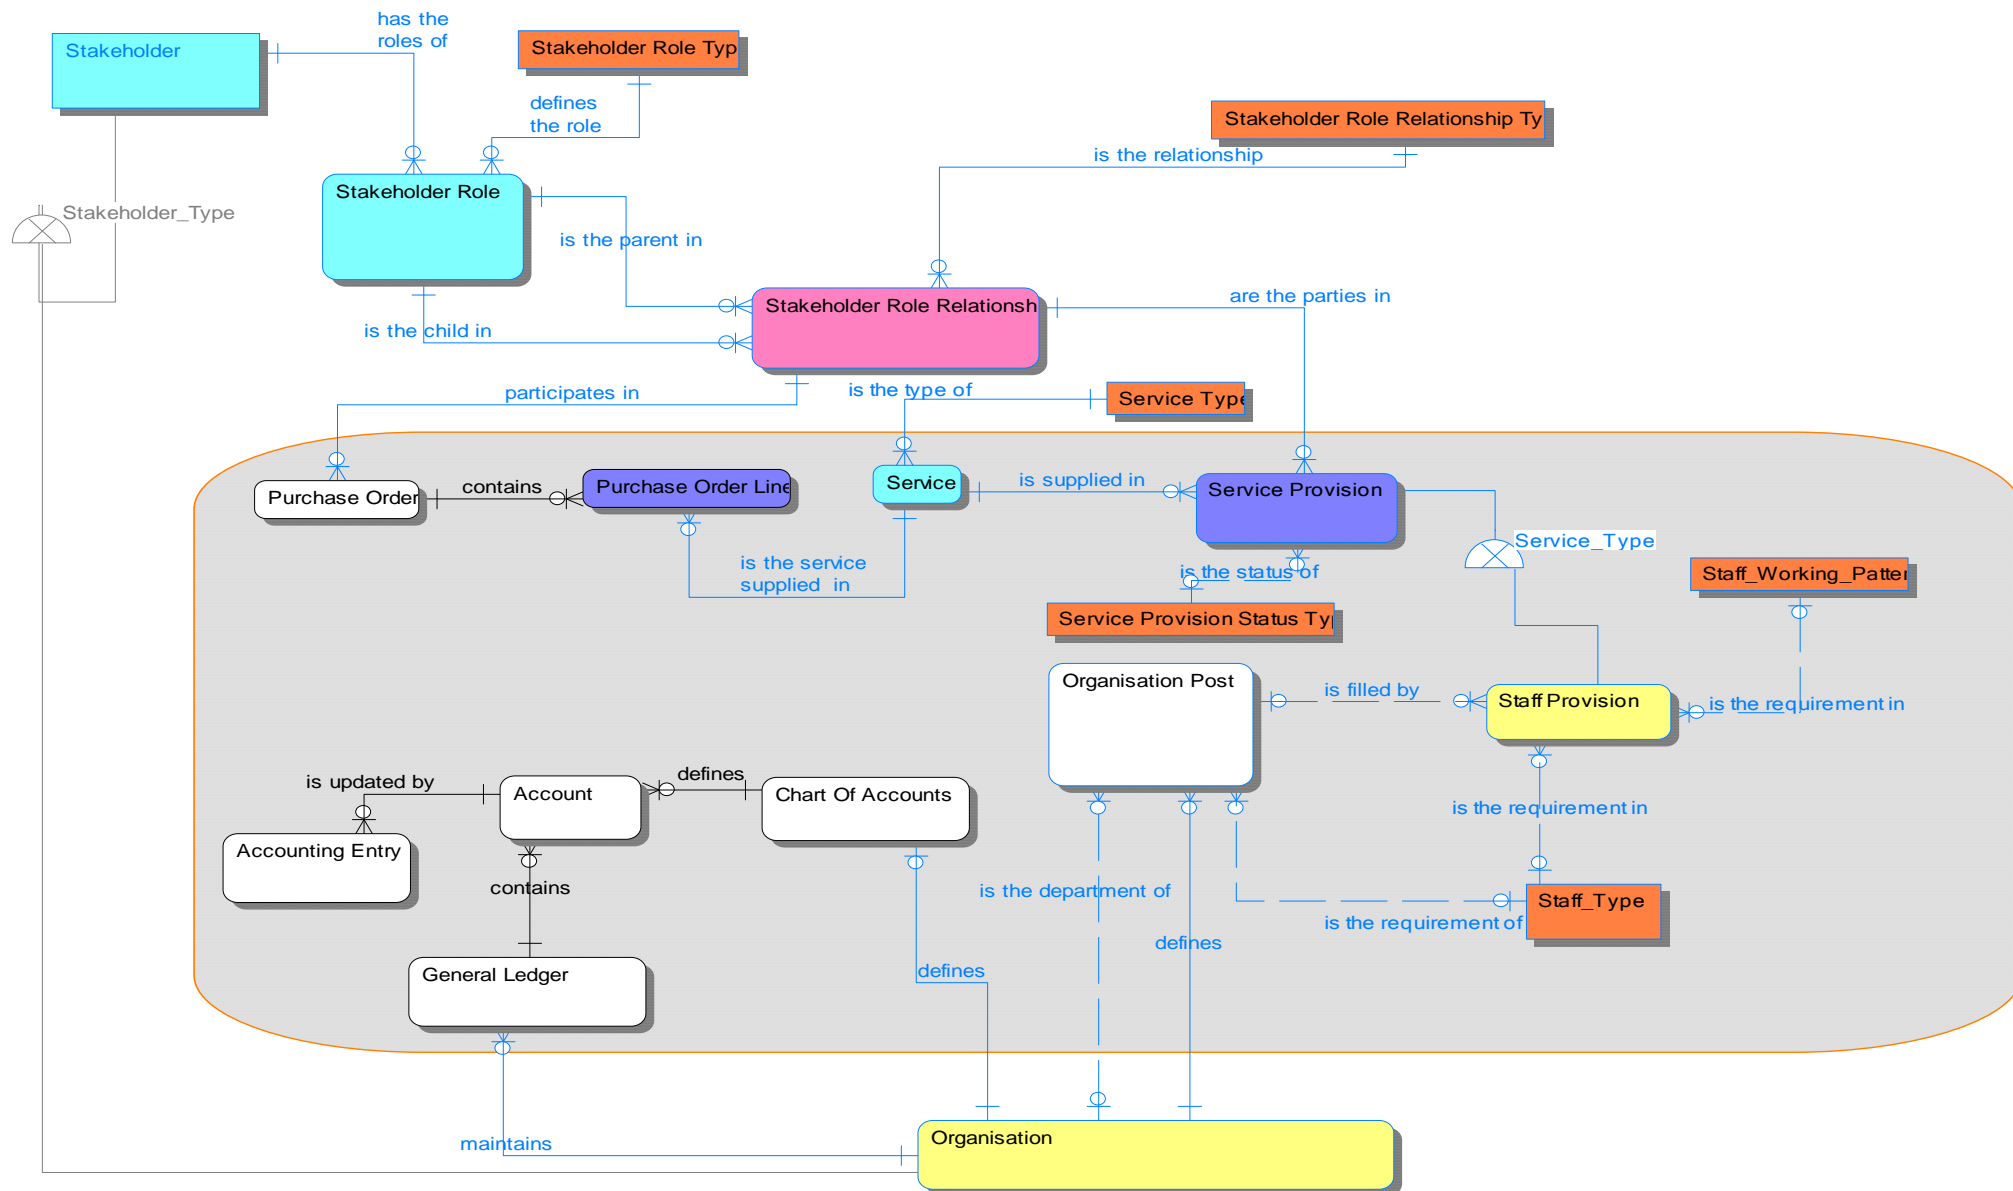 has the
roles of
Stakeholder
Stakeholder Role Typ
defines
the role
Stakeholder Role Relationship Ty
is the relationship
Stakeholder Role
Stakeholder_Type
is the parent in
are the parties in
Stakeholder Role Relationsh
is the child in
participates in
is the type of
Service Type
Purchase Order
contains
Purchase Order Line
Service
is supplied in
Service Provision
Service_Type
is the service
supplied in
is the status of
Staff_Working_Patter
Service Provision Status Typ
Organisation Post
is filled by
Staff Provision
is the requirement in
is updated by
Account
defines
Chart Of Accounts
is the requirement in
Accounting Entry
contains
is the department of
Staff_Type
is the requirement of
defines
General Ledger
defines
maintains
Organisation